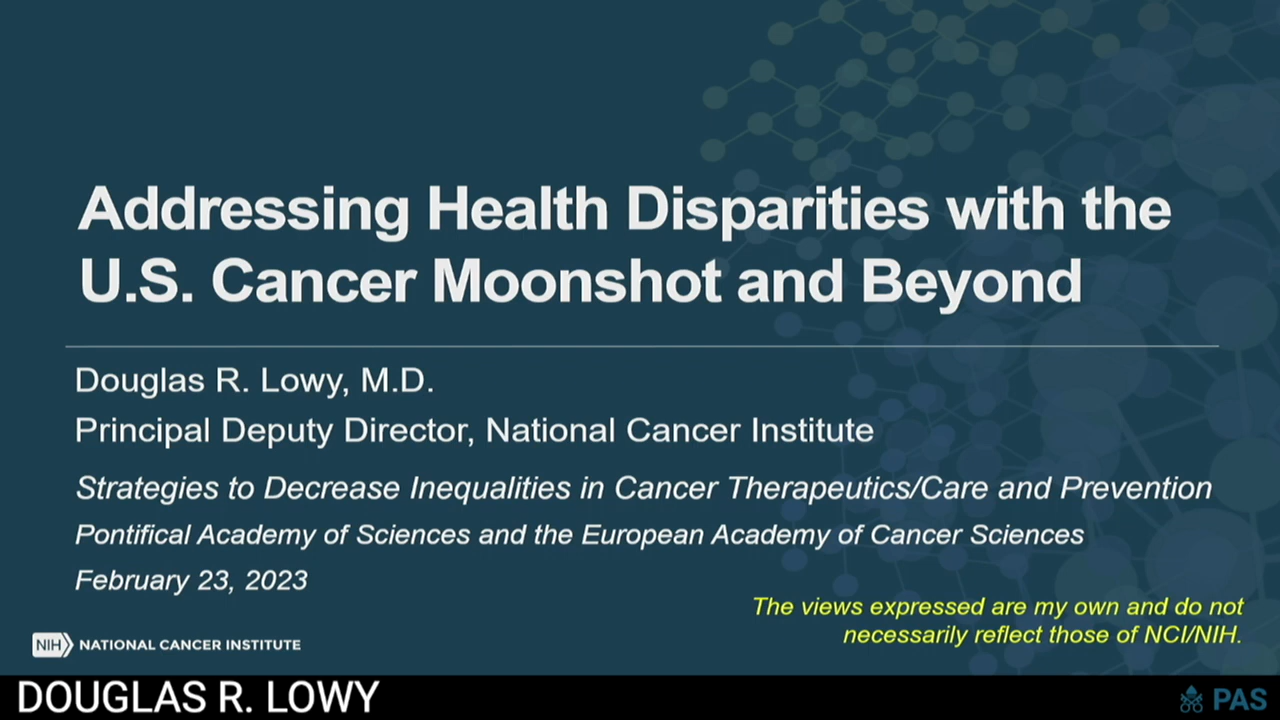 Addressing Health Disparities with the
U.S. Cancer Moonshot and Beyond
Douglas R. Lowy, M.D.
Principal Deputy Director, National Cancer Institute
Strategies to Decrease Inequalities in Cancer Therapeutics/Care and Prevention
Pontifical Academy of Sciences and the European Academy of Cancer Sciences
February 23, 2023
The views expressed are my own and do not
necessarily reflect those of NCI/NIH.
NIH NATIONAL CANCER INSTITUTE
DOUGLAS R. LOWY
PAS